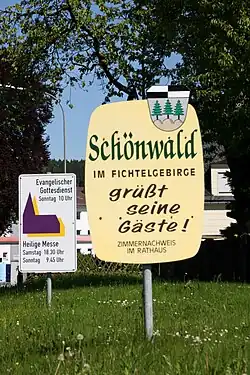 Schönwald
IM FICHTELGEBIRGE
grüßt
seine
Gäste!
ZIMMERNACHWEIS
IM RATHAUS
Evangelischer
Gottesdienst
Sonntag 10 Uhr
Heilige Messe
Samstag 18.30 Uhr
Sonntag 9.45 Uhr